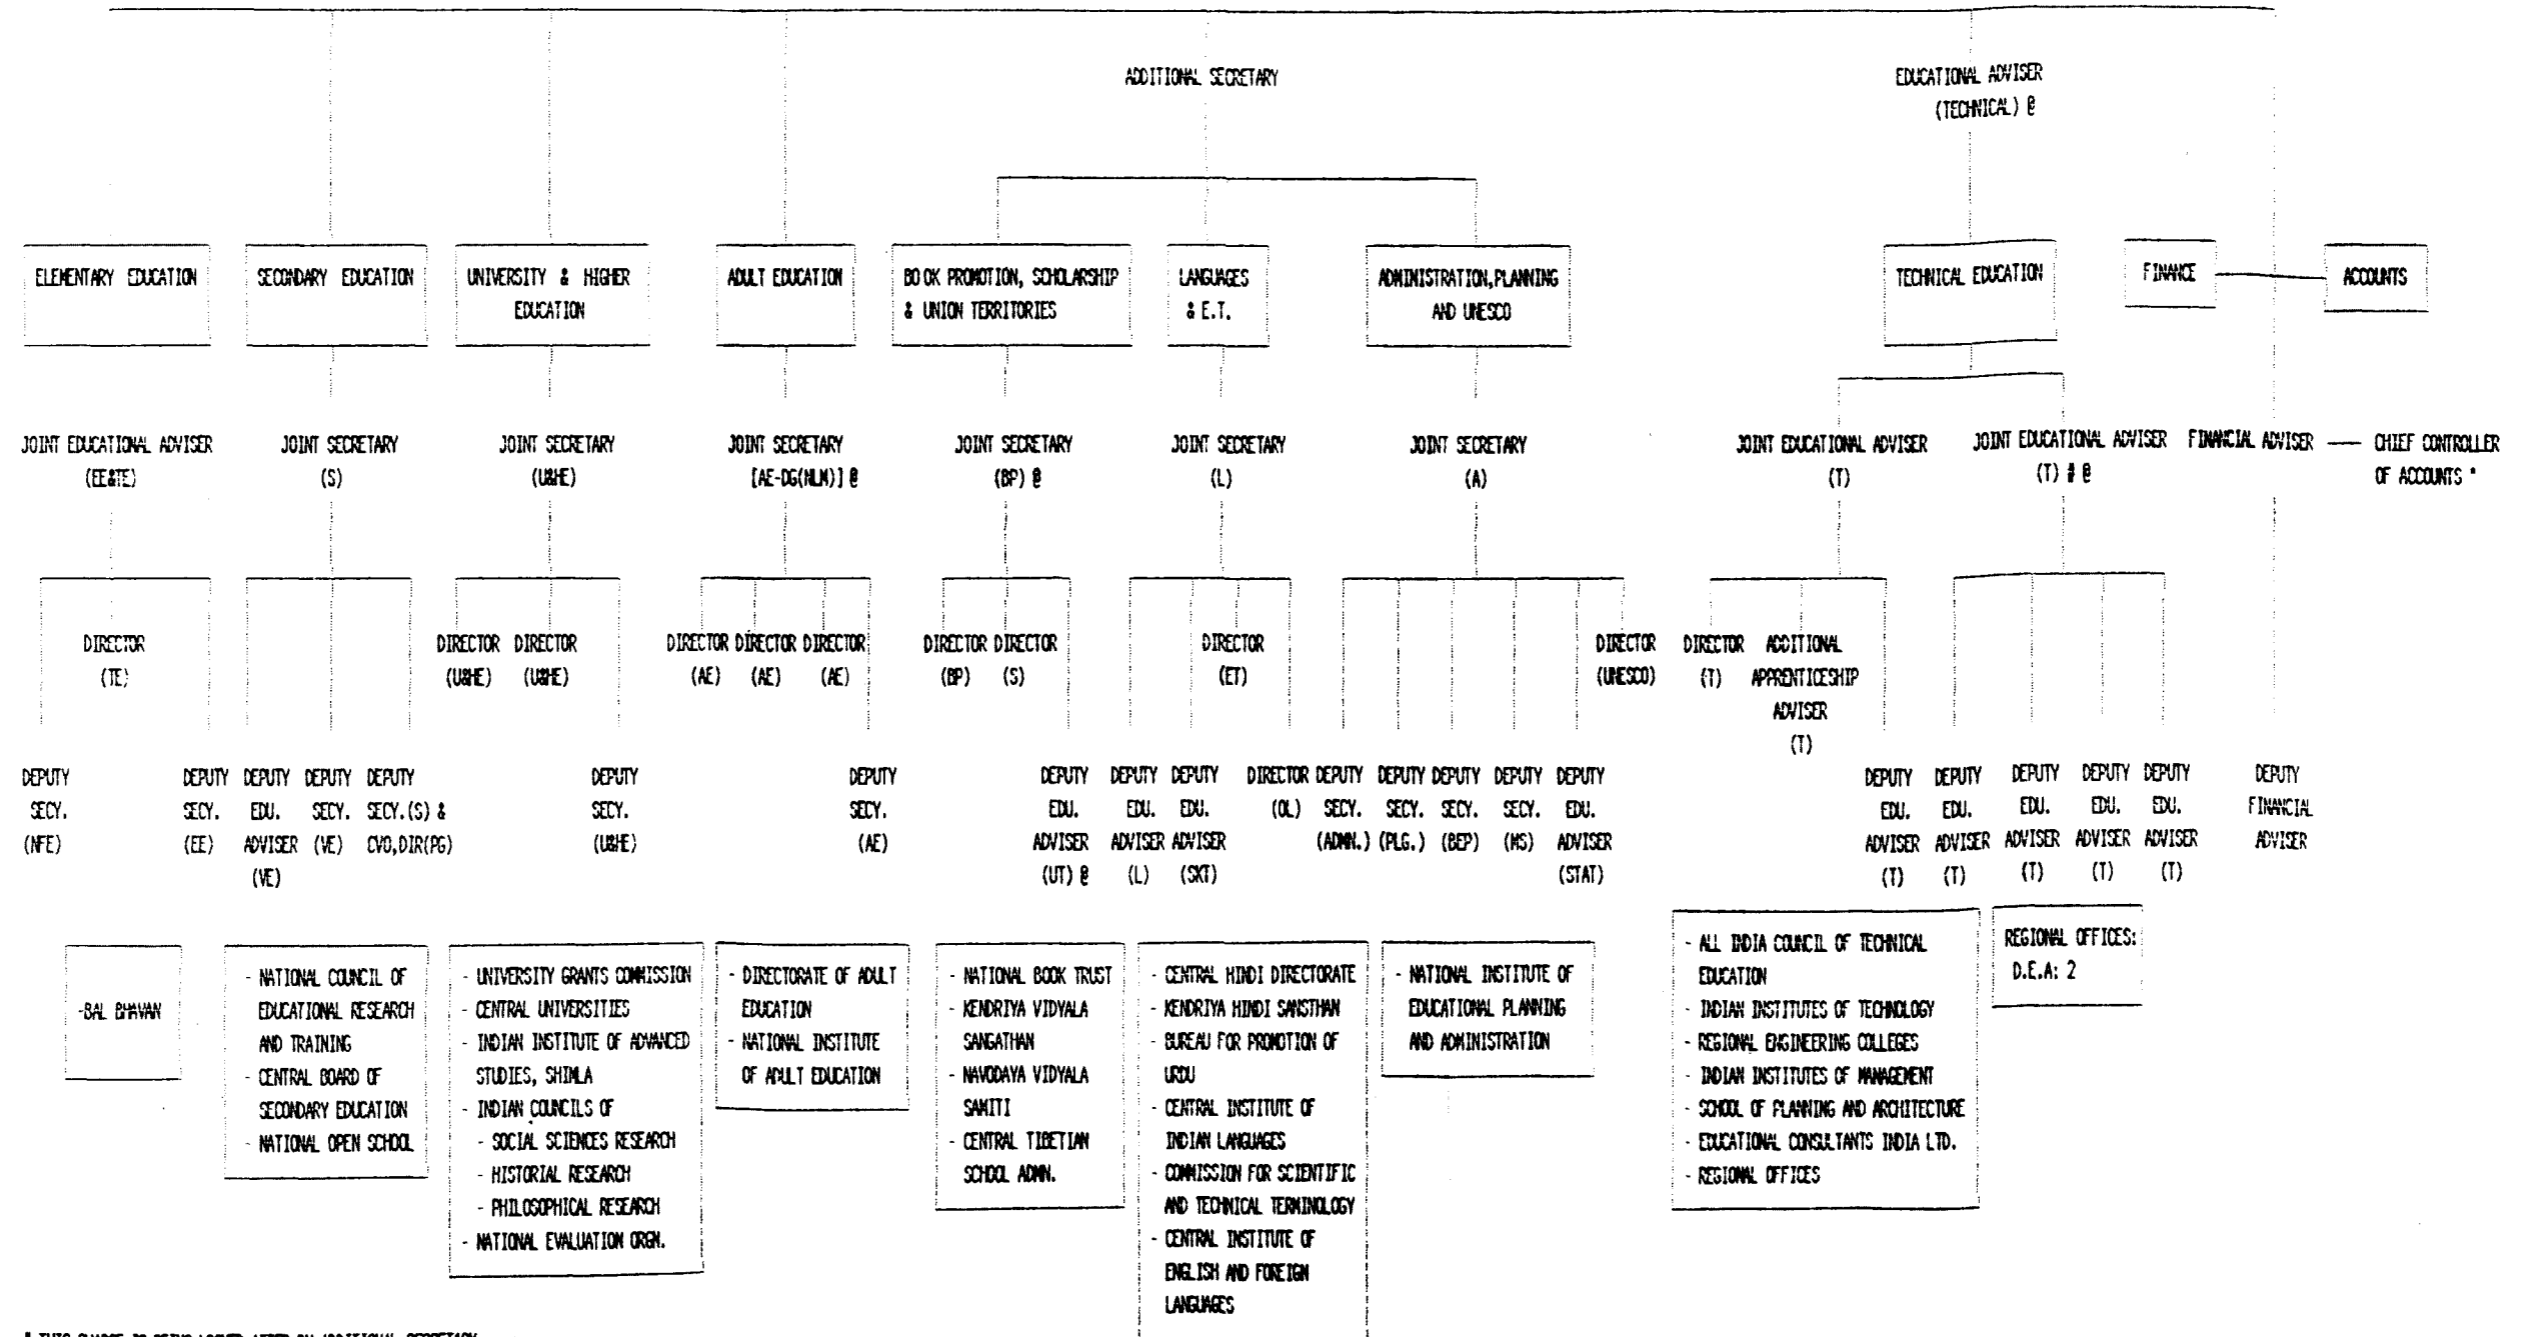 ADDITIONAL SECRETARY
EDUCATIONAL ADVISER
(TECHNICAL) @
ELEMENTARY EDUCATION
SECONDARY EDUCATION
UNIVERSITY & HIGHER
EDUCATION
ADULT EDUCATION
BOOK PROMOTION, SCHOLARSHIP
& UNION TERRITORIES
LANGUAGES
& E.T.
ADMINISTRATION,PLANNING
AND UNESCO
TECHNICAL EDUCATION
FINANCE
ACCOUNTS
JOINT EDUCATIONAL ADVISER
(EE&TE)
JOINT SECRETARY
(S)
JOINT SECRETARY
(U&HE)
JOINT SECRETARY
[AE-DG(NLM)] @
JOINT SECRETARY
(BP) @
JOINT SECRETARY
(L)
JOINT SECRETARY
(A)
JOINT EDUCATIONAL ADVISER
(T)
JOINT EDUCATIONAL ADVISER
(T) # @
FINANCIAL ADVISER
CHIEF CONTROLLER
OF ACCOUNTS *
DIRECTOR
(TE)
DIRECTOR
(U&HE)
DIRECTOR
(U&HE)
DIRECTOR
(AE)
DIRECTOR
(AE)
DIRECTOR
(AE)
DIRECTOR
(BP)
DIRECTOR
(S)
DIRECTOR
(ET)
DIRECTOR
(UNESCO)
DIRECTOR
(T)
ADDITIONAL
APPRENTICESHIP
ADVISER
(T)
DEPUTY
SECY.
(NFE)
DEPUTY
SECY.
(EE)
DEPUTY
EDU.
ADVISER
(VE)
DEPUTY
SECY.
(VE)
DEPUTY
SECY.(S) &
CVO,DIR(PG)
DEPUTY
SECY.
(U&HE)
DEPUTY
SECY.
(AE)
DEPUTY
EDU.
ADVISER
(UT) @
DEPUTY
EDU.
ADVISER
(L)
DEPUTY
EDU.
ADVISER
(SKT)
DIRECTOR
(OL)
DEPUTY
SECY.
(ADMN.)
DEPUTY
SECY.
(PLG.)
DEPUTY
SECY.
(BEP)
DEPUTY
SECY.
(MS)
DEPUTY
EDU.
ADVISER
(STAT)
DEPUTY
EDU.
ADVISER
(T)
DEPUTY
EDU.
ADVISER
(T)
DEPUTY
EDU.
ADVISER
(T)
DEPUTY
EDU.
ADVISER
(T)
DEPUTY
EDU.
ADVISER
(T)
DEPUTY
FINANCIAL
ADVISER
-BAL BHAVAN
- NATIONAL COUNCIL OF
EDUCATIONAL RESEARCH
AND TRAINING
- CENTRAL BOARD OF
SECONDARY EDUCATION
- NATIONAL OPEN SCHOOL
- UNIVERSITY GRANTS COMMISSION
- CENTRAL UNIVERSITIES
- INDIAN INSTITUTE OF ADVANCED
STUDIES, SHIMLA
- INDIAN COUNCILS OF
- SOCIAL SCIENCES RESEARCH
- HISTORIAL RESEARCH
- PHILOSOPHICAL RESEARCH
- NATIONAL EVALUATION ORGN.
- DIRECTORATE OF ADULT
EDUCATION
- NATIONAL INSTITUTE
OF ADULT EDUCATION
- NATIONAL BOOK TRUST
- KENDRIYA VIDYALA
SANGATHAN
- NAVODAYA VIDYALA
SAMITI
- CENTRAL TIBETIAN
SCHOOL ADMN.
- CENTRAL HINDI DIRECTORATE
- KENDRIYA HINDI SANSTHAN
- BUREAU FOR PROMOTION OF
URDU
- CENTRAL INSTITUTE OF
INDIAN LANGUAGES
- COMMISSION FOR SCIENTIFIC
AND TECHNICAL TERMINOLOGY
- CENTRAL INSTITUTE OF
ENGLISH AND FOREIGN
LANGUAGES
- NATIONAL INSTITUTE OF
EDUCATIONAL PLANNING
AND ADMINISTRATION
- ALL INDIA COUNCIL OF TECHNICAL
EDUCATION
- INDIAN INSTITUTES OF TECHNOLOGY
- REGIONAL ENGINEERING COLLEGES
- INDIAN INSTITUTES OF MANAGEMENT
- SCHOOL OF PLANNING AND ARCHITECTURE
- EDUCATIONAL CONSULTANTS INDIA LTD.
- REGIONAL OFFICES
REGIONAL OFFICES:
D.E.A: 2